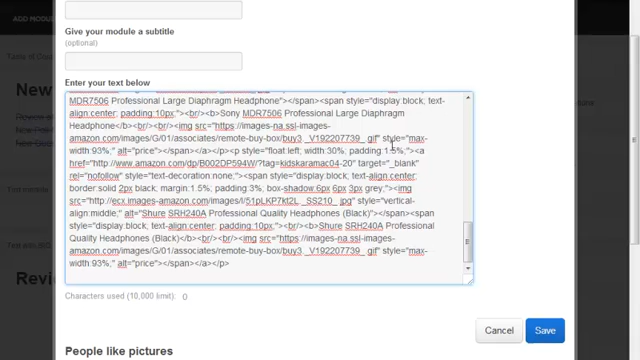 ADD MODUL
Give your module a subtitle
(optional)
Table of Co
Enter your text below
New
MDR7506 Professional Large Diaphragm Headphone"></span><span style="display:block; text-
align:center; padding:10px;"><br/><b>Sony MDR7506 Professional Large Diaphragm
Headphone</b><br/><br/><img src="https://images-na.ssl-images-
amazon.com/images/G/01/associates/remote-buy-box/buy3._V192207739_.gif" style="max-
width:93%;" alt="price"></span></a></p><p style="float:left; width:30%; padding:1.5%;"><a
href="http://www.amazon.com/dp/B002DP594W/?tag=kidskaramac04-20" target="_blank"
rel="nofollow" style="text-decoration:none;"><span style="display:block; text-align:center;
border:solid 2px black; margin:1.5%; padding:3%; box-shadow:6px 6px 3px grey;"><img
src="http://ecx.images-amazon.com/images/I/51pLKP7kt2L._SS210_.jpg" style="vertical-
align:middle;" alt="Shure SRH240A Professional Quality Headphones (Black)"></span><span
style="display:block; text-align:center; padding:10px;"><br/><b>Shure SRH240A Professional
Quality Headphones (Black)</b><br/><br/><img src="https://images-na.ssl-images-
amazon.com/images/G/01/associates/remote-buy-box/buy3._V192207739_.gif" style="max-
width:93%;" alt="price"></span></a></p>
Revie
Characters used (10,000 limit): 0
Cancel
Save
People like pictures